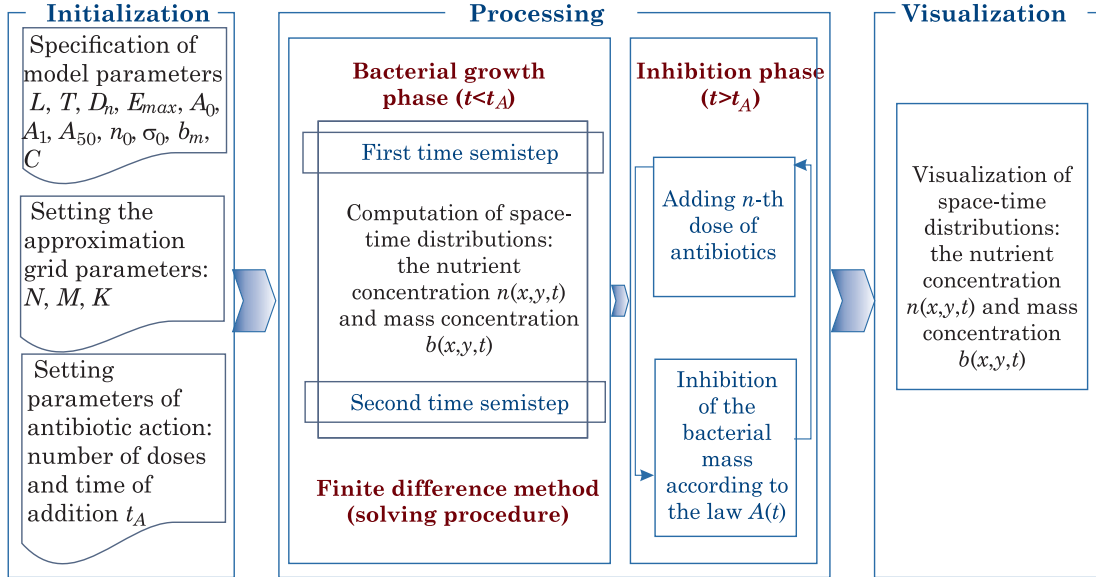 Initialization
Specification of
model parameters
L, T, Dₙ, Eₘₐₓ, A₀,
A₁, A₅₀, n₀, σ₀, bₘ,
C
Setting the
approximation
grid parameters:
N, M, K
Setting
parameters of
antibiotic action:
number of doses
and time of
addition t_A
Processing
Bacterial growth
phase (t<t_A)
First time semistep
Computation of space-
time distributions:
the nutrient
concentration n(x,y,t)
and mass concentration
b(x,y,t)
Second time semistep
Finite difference method
(solving procedure)
Inhibition phase
(t>t_A)
Adding n-th
dose of
antibiotics
Inhibition
of the
bacterial
mass
according to
the law A(t)
Visualization
Visualization of
space-time
distributions:
the nutrient
concentration
n(x,y,t) and mass
concentration
b(x,y,t)